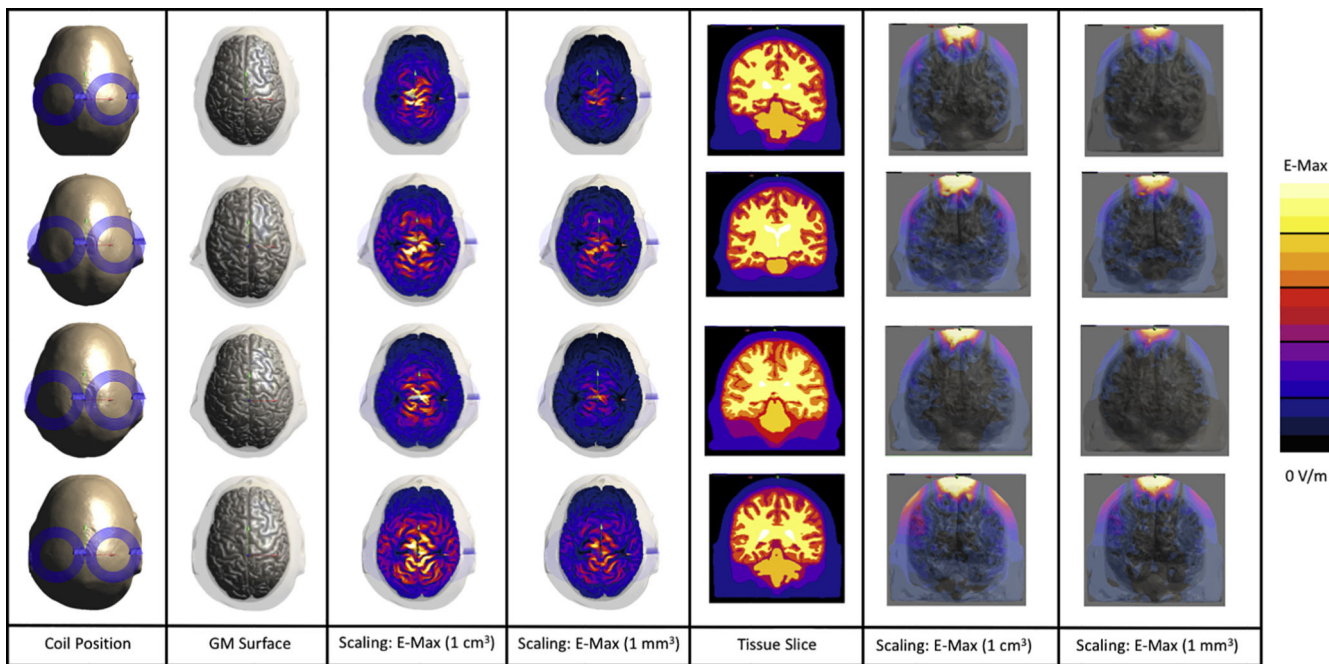 E-Max
0 V/m
Coil Position
GM Surface
Scaling: E-Max (1 cm³)
Scaling: E-Max (1 mm³)
Tissue Slice
Scaling: E-Max (1 cm³)
Scaling: E-Max (1 mm³)